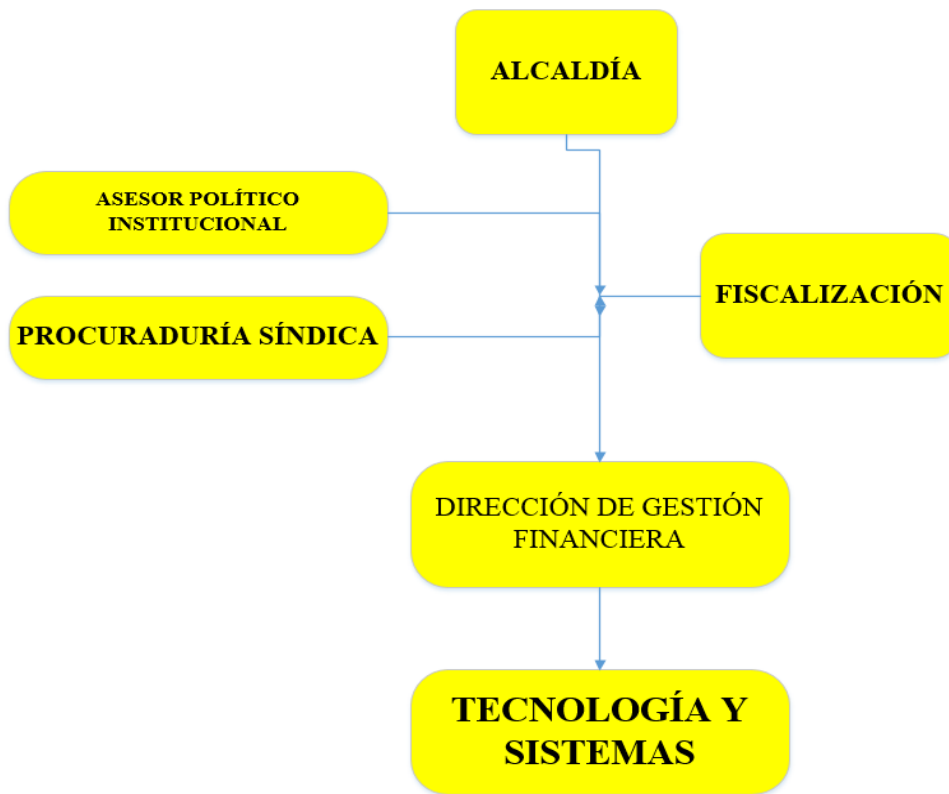 ALCALDÍA
ASESOR POLÍTICO
INSTITUCIONAL
FISCALIZACIÓN
PROCURADURÍA SÍNDICA
DIRECCIÓN DE GESTIÓN
FINANCIERA
TECNOLOGÍA Y
SISTEMAS